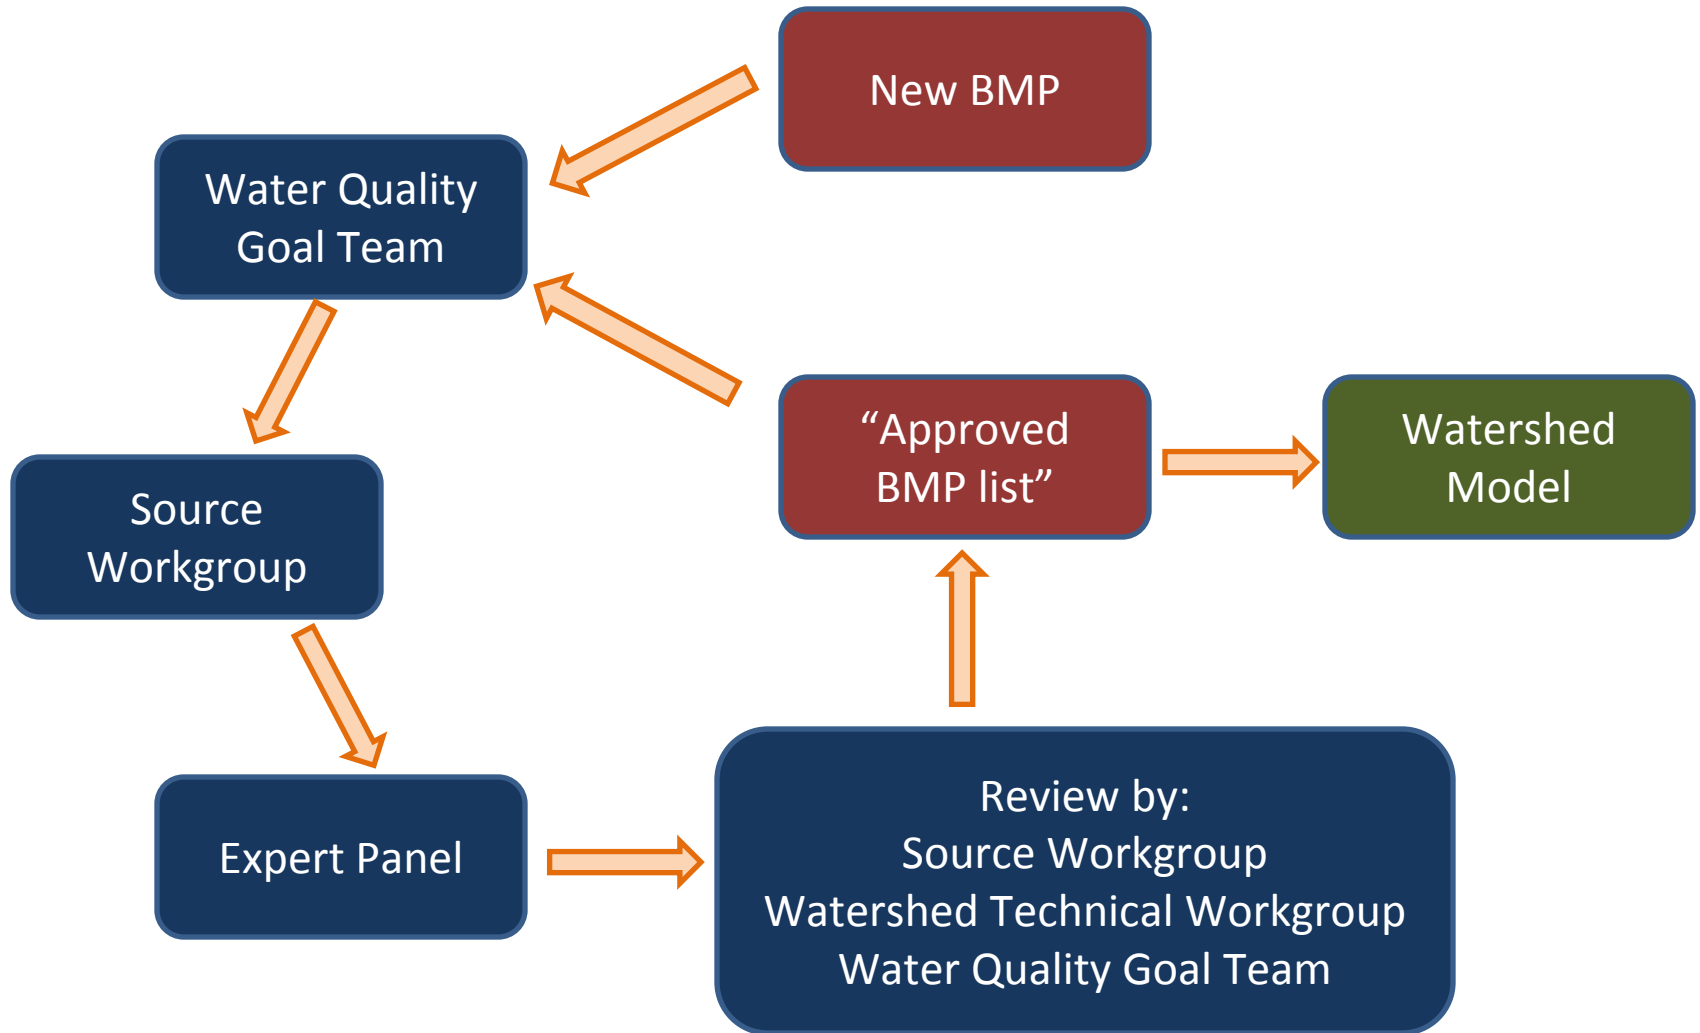 New BMP
Water Quality
Goal Team
“Approved
BMP list”
Watershed
Model
Source
Workgroup
Expert Panel
Review by:
Source Workgroup
Watershed Technical Workgroup
Water Quality Goal Team